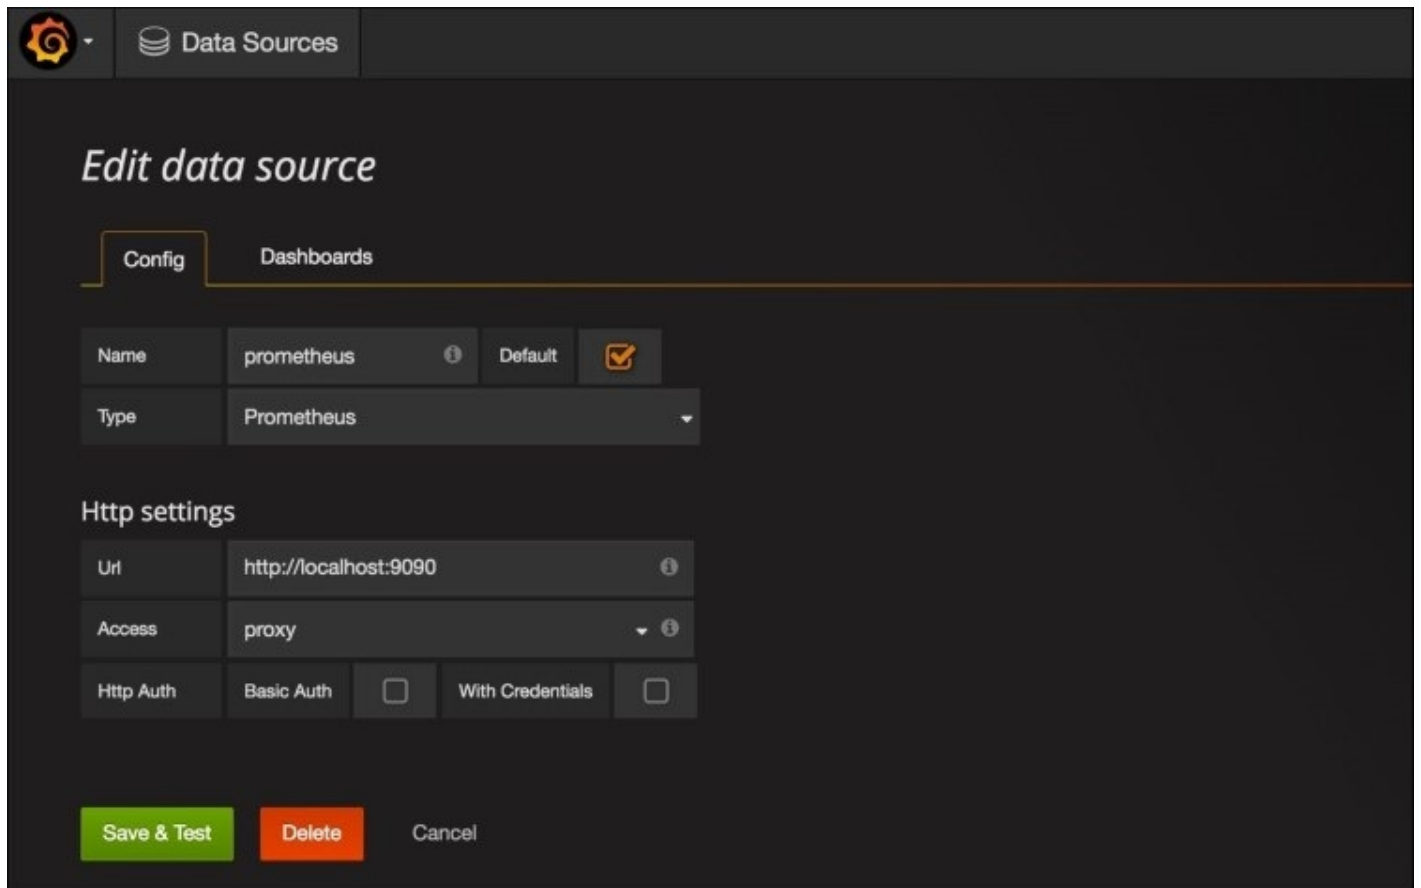 Data Sources
Edit data source
Config Dashboards
Name prometheus Default
Type Prometheus
Http settings
Url http://localhost:9090
Access proxy
Http Auth Basic Auth With Credentials
Save & Test Delete Cancel